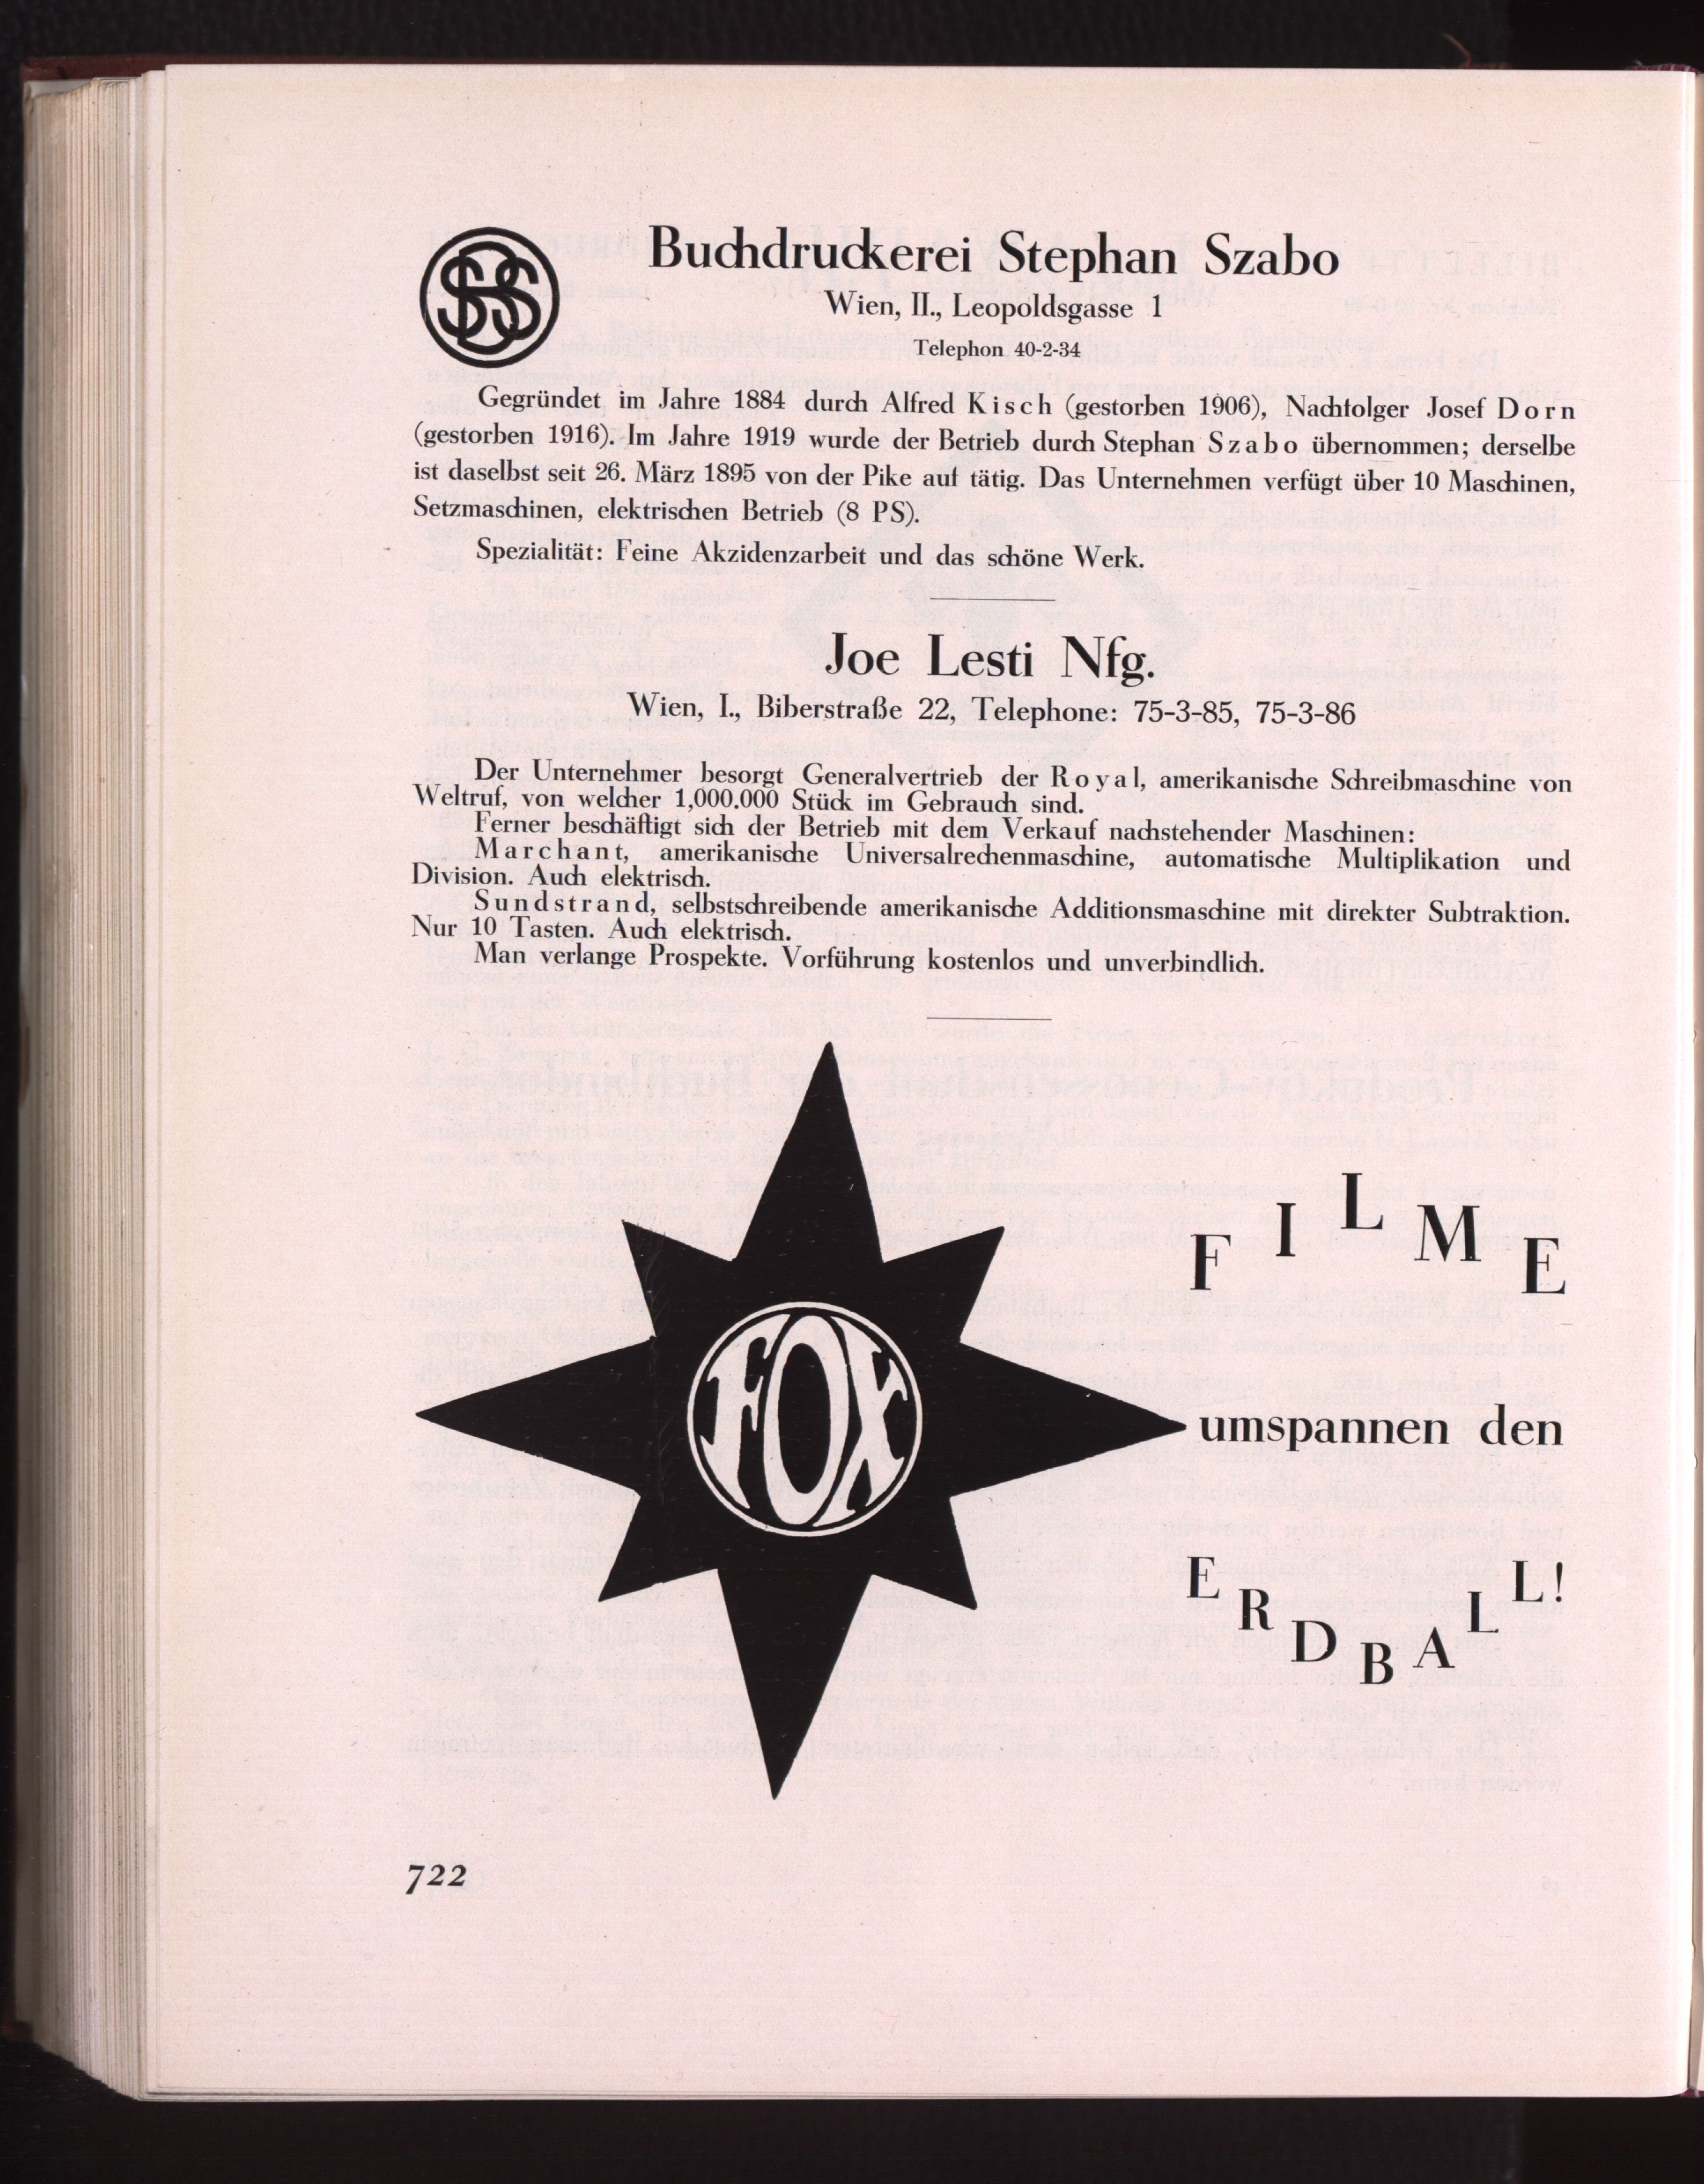 BSS
Buchdruckerei Stephan Szabo
Wien, II., Leopoldsgasse 1
Telephon 40-2-34
Gegründet im Jahre 1884 durch Alfred Kisch (gestorben 1906), Nachfolger Josef Dorn
(gestorben 1916). Im Jahre 1919 wurde der Betrieb durch Stephan Szabo übernommen; derselbe
ist daselbst seit 26. März 1895 von der Pike auf tätig. Das Unternehmen verfügt über 10 Maschinen,
Setzmaschinen, elektrischen Betrieb (8 PS).
Spezialität: Feine Akzidenzarbeit und das schöne Werk.
Joe Lesti Nfg.
Wien, I., Biberstraße 22, Telephone: 75-3-85, 75-3-86
Der Unternehmer besorgt Generalvertrieb der Royal, amerikanische Schreibmaschine von
Weltruf, von welcher 1,000.000 Stück im Gebrauch sind.
Ferner beschäftigt sich der Betrieb mit dem Verkauf nachstehender Maschinen:
Marchant, amerikanische Universalrechenmaschine, automatische Multiplikation und
Division. Auch elektrisch.
Sundstrand, selbstschreibende amerikanische Additionsmaschine mit direkter Subtraktion.
Nur 10 Tasten. Auch elektrisch.
Man verlange Prospekte. Vorführung kostenlos und unverbindlich.
FOX
FILME
umspannen den
ERDBALL!
722